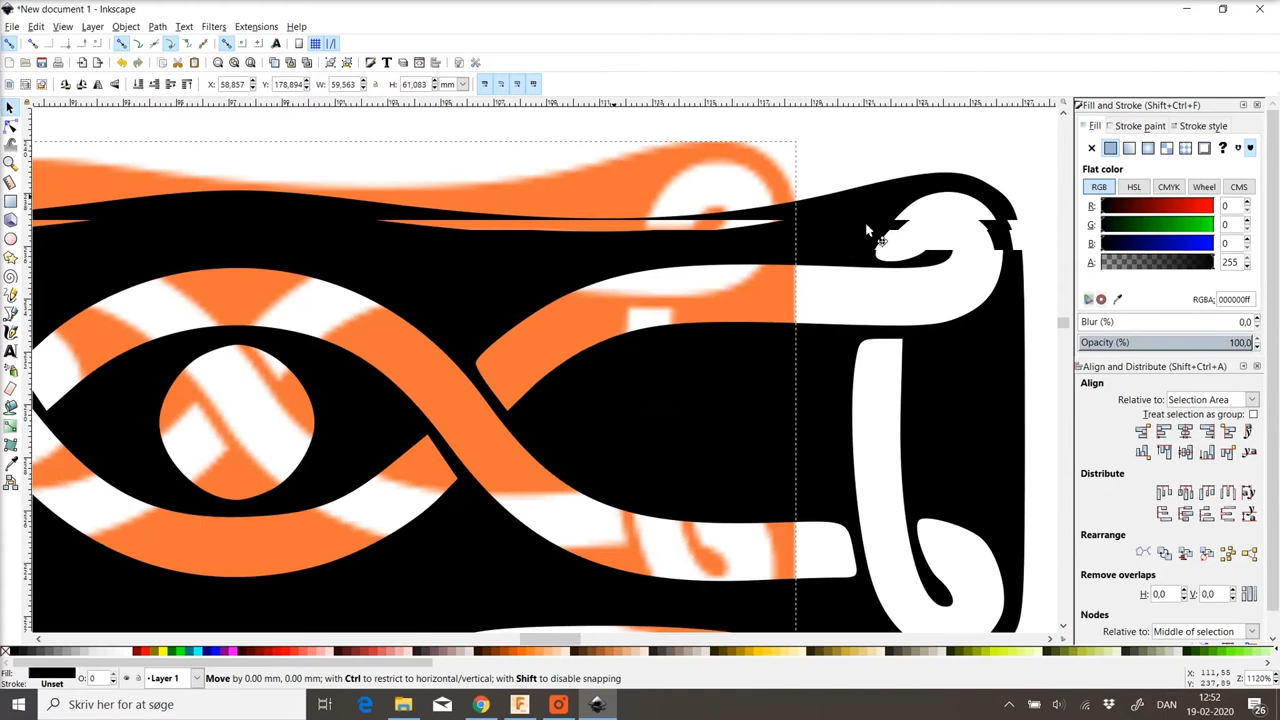 *New document 1 - Inkscape
File Edit View Layer Object Path Text Filters Extensions Help
X: 58,857 Y: 178,894 W: 59,563 H: 61,083 mm
Fill and Stroke (Shift+Ctrl+F)
Fill Stroke paint Stroke style
Flat color
RGB HSL CMYK Wheel CMS
R: 0
G: 0
B: 0
A: 255
RGBA: 000000ff
Blur (%) 0,0
Opacity (%) 100,0
Align and Distribute (Shift+Ctrl+A)
Align
Relative to: Selection Area
Treat selection as group:
Distribute
Rearrange
Remove overlaps
H: 0,0 V: 0,0
Nodes
Relative to: Middle of selection
Fill:
Stroke: Unset
O: 0
Layer 1
Move by 0.00 mm, 0.00 mm; with Ctrl to restrict to horizontal/vertical; with Shift to disable snapping
X: 111,55
Y: 237,89
Z: 1120%
Skriv her for at søge
DAN
12:52
19-02-2020
26